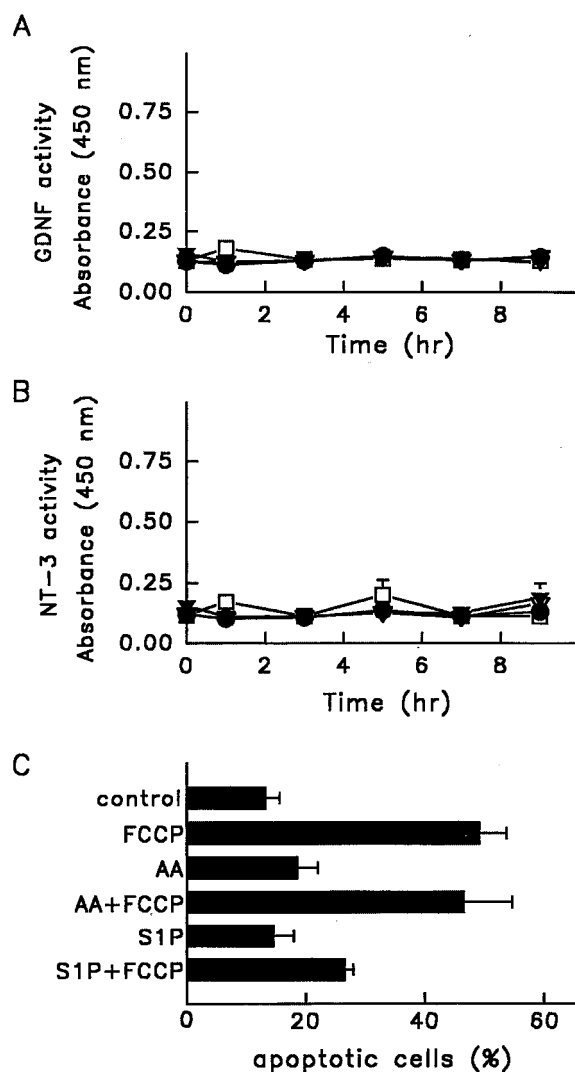 A
GDNF activity
Absorbance (450 nm)
0.75
0.50
0.25
0.00
0 2 4 6 8
Time (hr)
B
NT-3 activity
Absorbance (450 nm)
0.75
0.50
0.25
0.00
0 2 4 6 8
Time (hr)
C
control
FCCP
AA
AA+FCCP
S1P
S1P+FCCP
0 20 40 60
apoptotic cells (%)